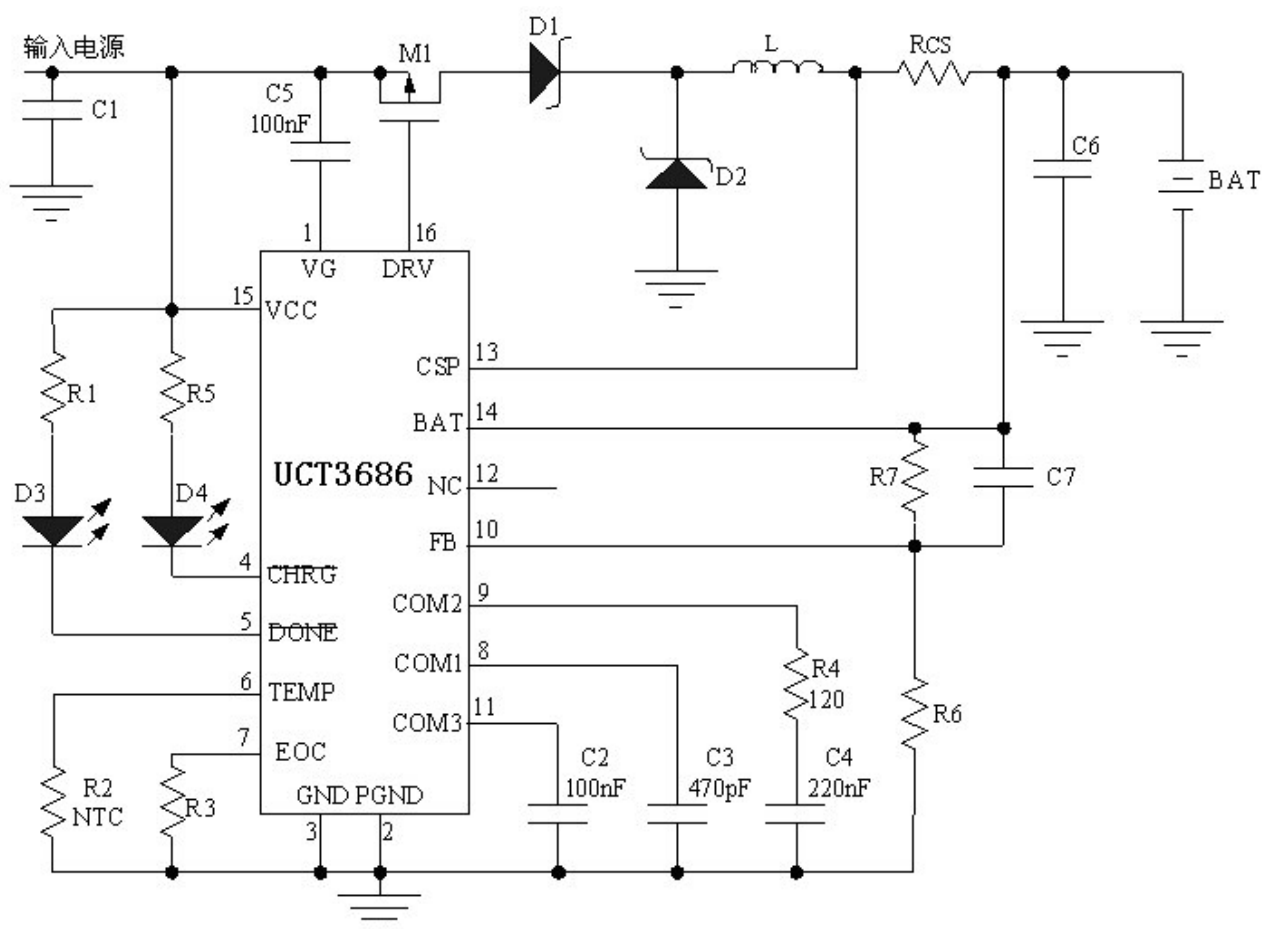 输入电源
C1
C5
100nF
M1
D1
L
RCS
D2
C6
BAT
1
16
VG
DRV
15
VCC
R1
R5
CSP
13
BAT
14
UCT3686
NC
12
R7
C7
D3
D4
FB
10
4
CHRG
5
DONE
COM2
9
COM1
8
R4
120
6
TEMP
COM3
11
R6
7
EOC
R2
NTC
R3
GND
PGND
3
2
C2
100nF
C3
470pF
C4
220nF